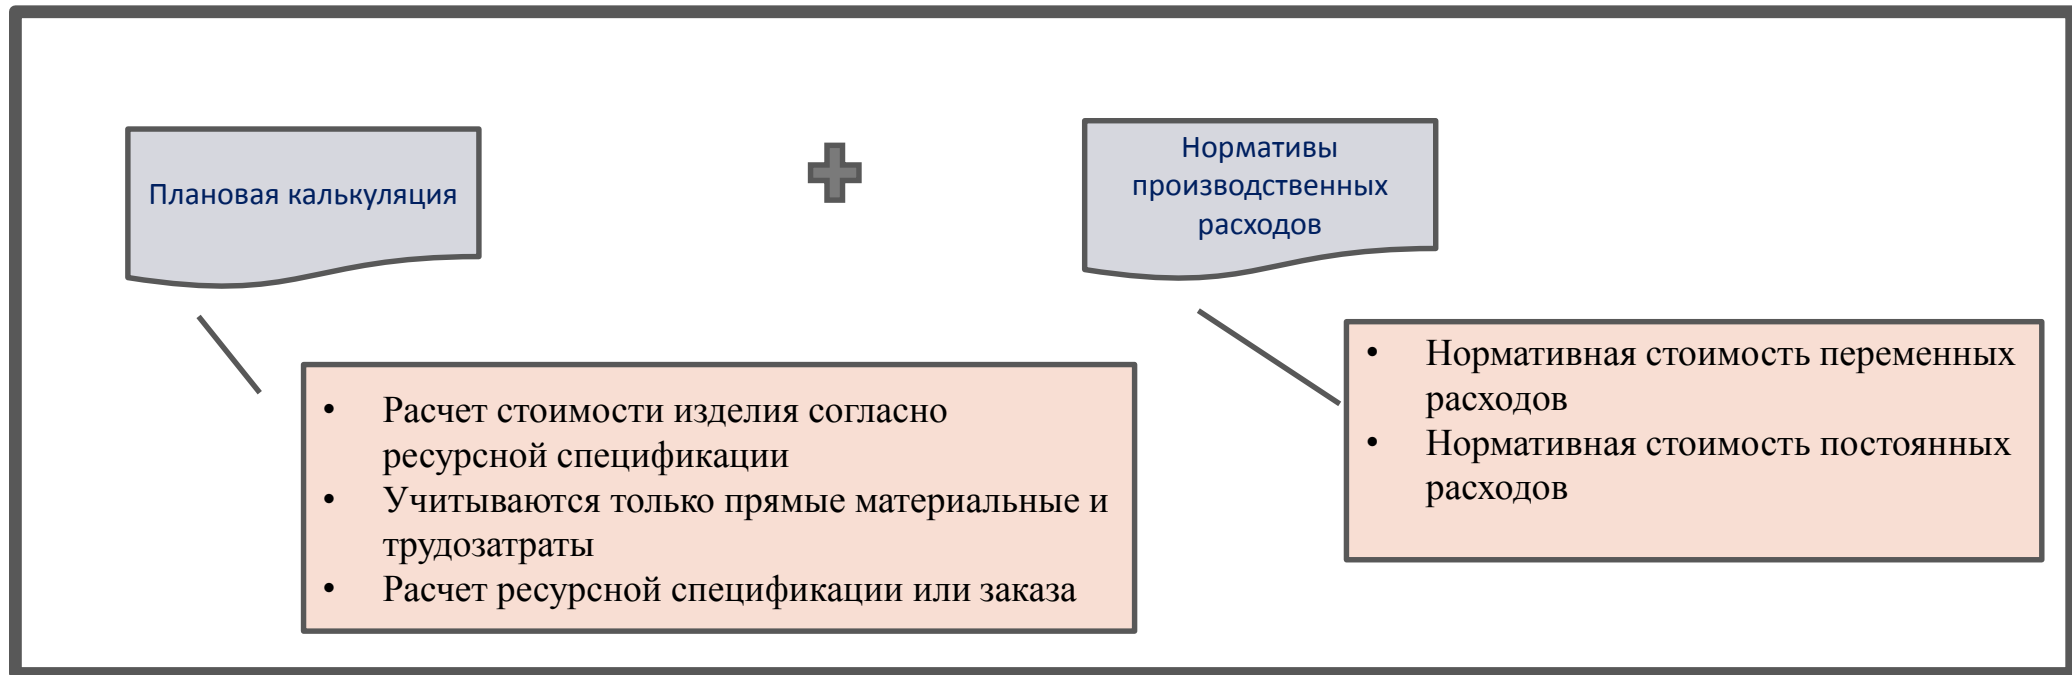 Плановая калькуляция
Нормативы
производственных
расходов
• Расчет стоимости изделия согласно
ресурсной спецификации
• Учитываются только прямые материальные и
трудозатраты
• Расчет ресурсной спецификации или заказа
• Нормативная стоимость переменных
расходов
• Нормативная стоимость постоянных
расходов